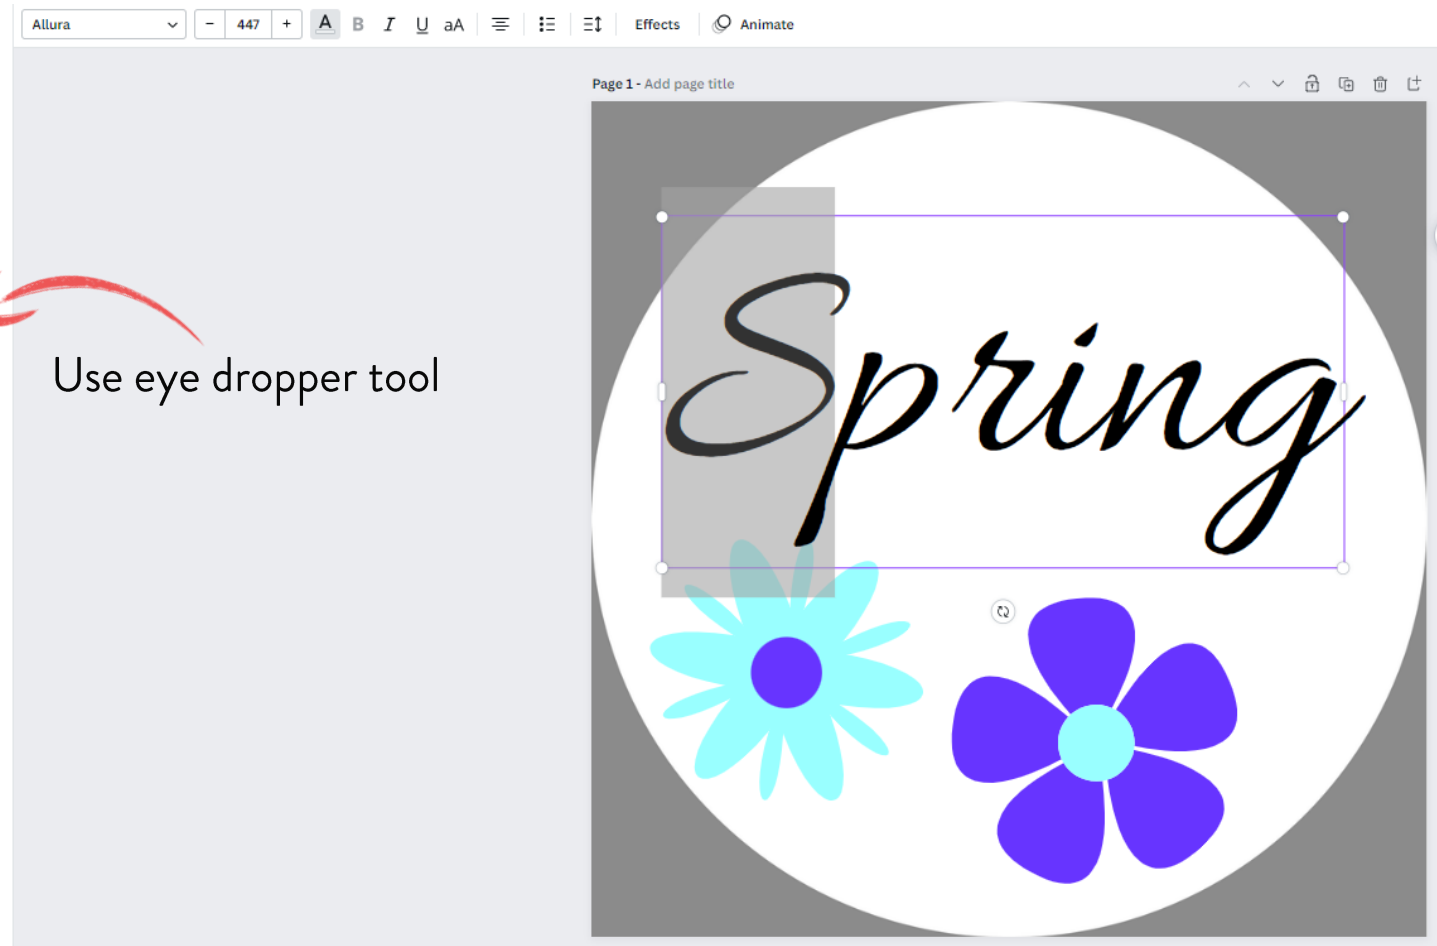 Allura
– 447 + A B I U aA Effects Animate
Page 1 - Add page title
Spring
Use eye dropper tool